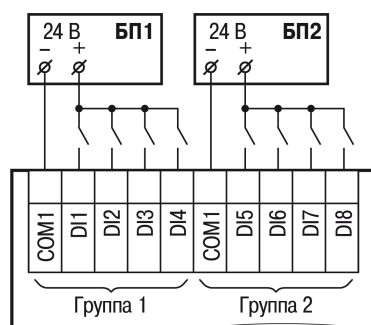 24 В БП1
– +
24 В БП2
– +
COM1 DI1 DI2 DI3 DI4 COM1 DI5 DI6 DI7 DI8
Группа 1 Группа 2